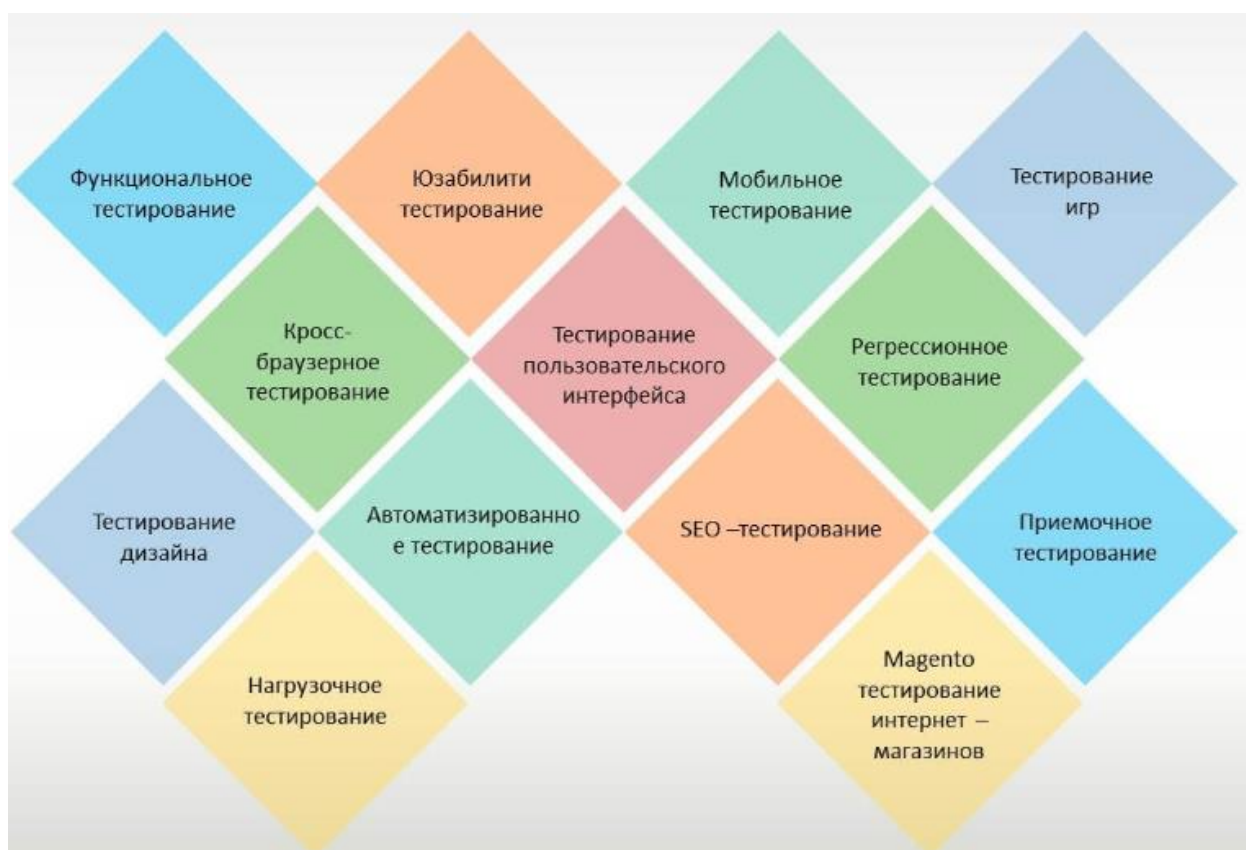 Функциональное
тестирование
Юзабилити
тестирование
Мобильное
тестирование
Тестирование
игр
Кросс-
браузерное
тестирование
Тестирование
пользовательского
интерфейса
Регрессионное
тестирование
Тестирование
дизайна
Автоматизированно
е тестирование
SEO –тестирование
Приемочное
тестирование
Нагрузочное
тестирование
Magento
тестирование
интернет –
магазинов